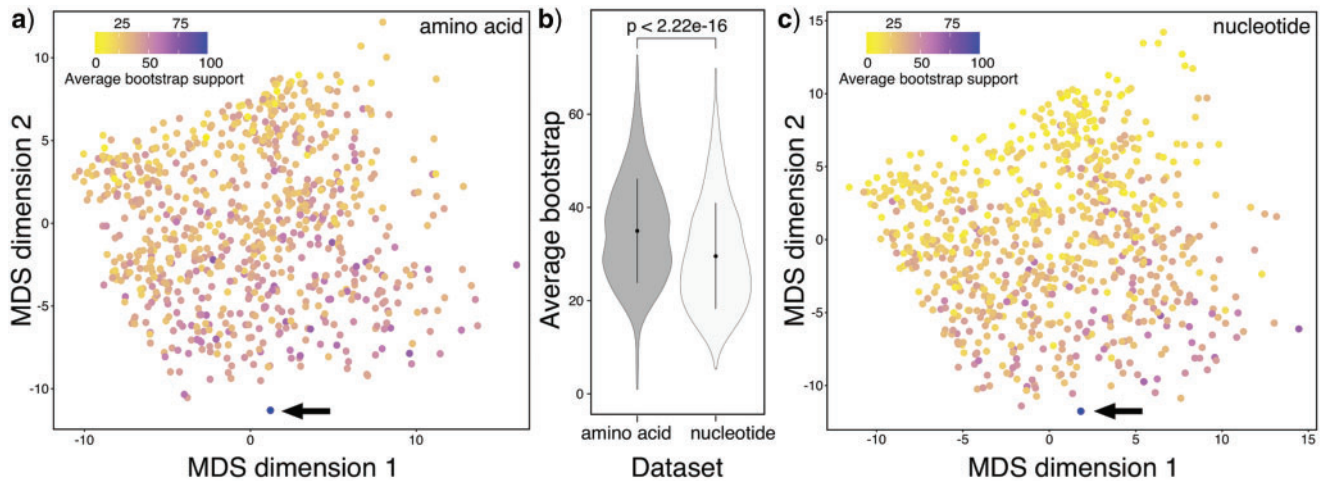 a)
amino acid
25 75
0 50 100
Average bootstrap support
10
5
0
-5
-10
MDS dimension 2
-10 0 10
MDS dimension 1
b)
p < 2.22e-16
60
40
20
0
Average bootstrap
amino acid nucleotide
Dataset
c)
nucleotide
25 75
0 50 100
Average bootstrap support
15
10
5
0
-5
-10
MDS dimension 2
-10 -5 0 5 10 15
MDS dimension 1